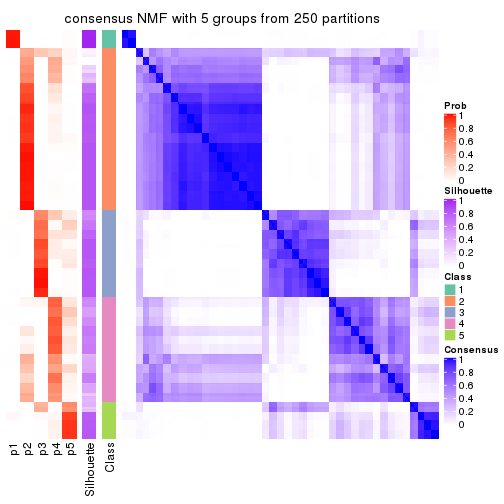 consensus NMF with 5 groups from 250 partitions
Prob
1
0.8
0.6
0.4
0.2
0
Silhouette
1
0.8
0.6
0.4
0.2
0
Class
1
2
3
4
5
Consensus
1
0.8
0.6
0.4
0.2
0
p1
p2
p3
p4
p5
Silhouette
Class